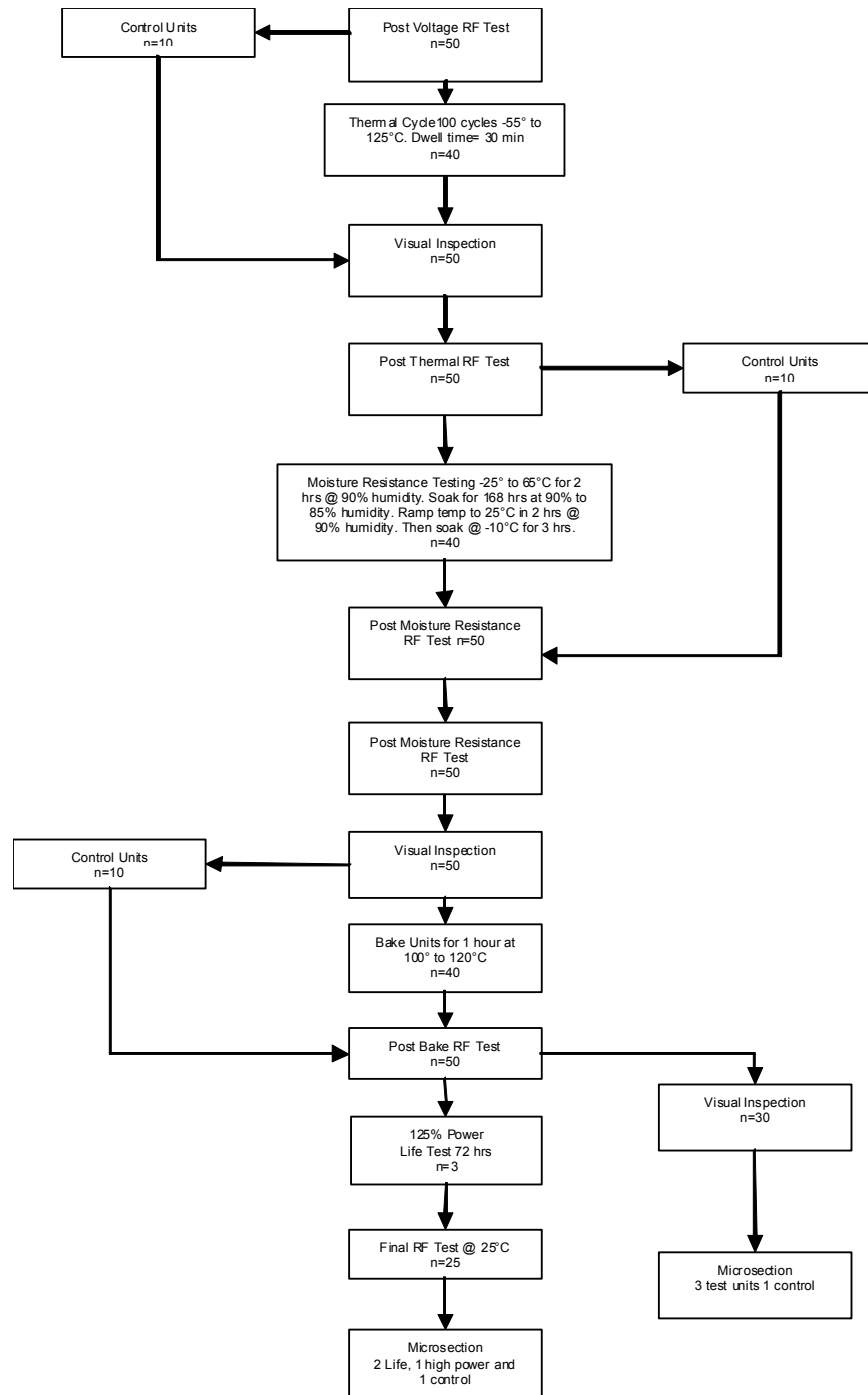 Control Units
n=10
Post Voltage RF Test
n=50
Thermal Cycle100 cycles -55° to
125°C. Dwell time= 30 min
n=40
Visual Inspection
n=50
Post Thermal RF Test
n=50
Control Units
n=10
Moisture Resistance Testing -25° to 65°C for 2
hrs @ 90% humidity. Soak for 168 hrs at 90% to
85% humidity. Ramp temp to 25°C in 2 hrs @
90% humidity. Then soak @ -10°C for 3 hrs.
n=40
Post Moisture Resistance
RF Test n=50
Post Moisture Resistance
RF Test
n=50
Control Units
n=10
Visual Inspection
n=50
Bake Units for 1 hour at
100° to 120°C
n=40
Post Bake RF Test
n=50
Visual Inspection
n=30
125% Power
Life Test 72 hrs
n=3
Final RF Test @ 25°C
n=25
Microsection
3 test units 1 control
Microsection
2 Life, 1 high power and
1 control